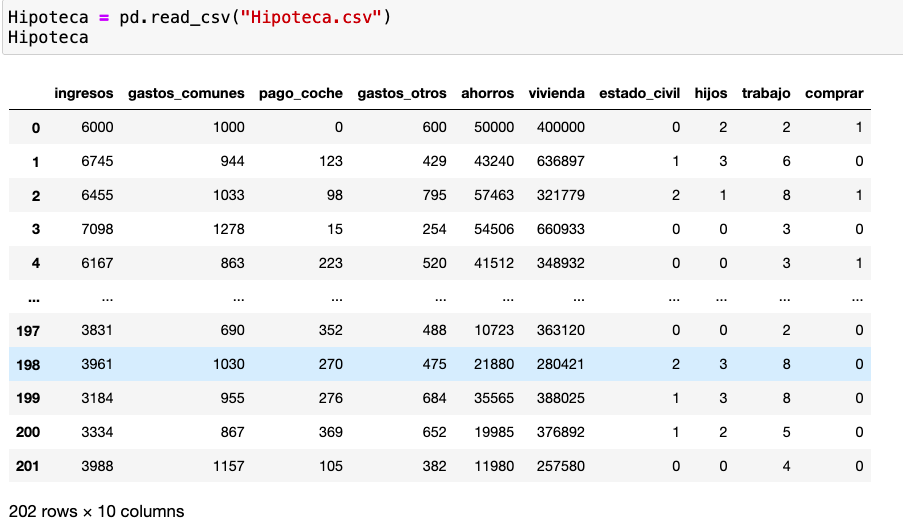 Hipoteca = pd.read_csv("Hipoteca.csv")
Hipoteca
ingresos gastos_comunes pago_coche gastos_otros ahorros vivienda estado_civil hijos trabajo comprar
0 6000 1000 0 600 50000 400000 0 2 2 1
1 6745 944 123 429 43240 636897 1 3 6 0
2 6455 1033 98 795 57463 321779 2 1 8 1
3 7098 1278 15 254 54506 660933 0 0 3 0
4 6167 863 223 520 41512 348932 0 0 3 1
... ... ... ... ... ... ... ... ... ... ...
197 3831 690 352 488 10723 363120 0 0 2 0
198 3961 1030 270 475 21880 280421 2 3 8 0
199 3184 955 276 684 35565 388025 1 3 8 0
200 3334 867 369 652 19985 376892 1 2 5 0
201 3988 1157 105 382 11980 257580 0 0 4 0
202 rows × 10 columns